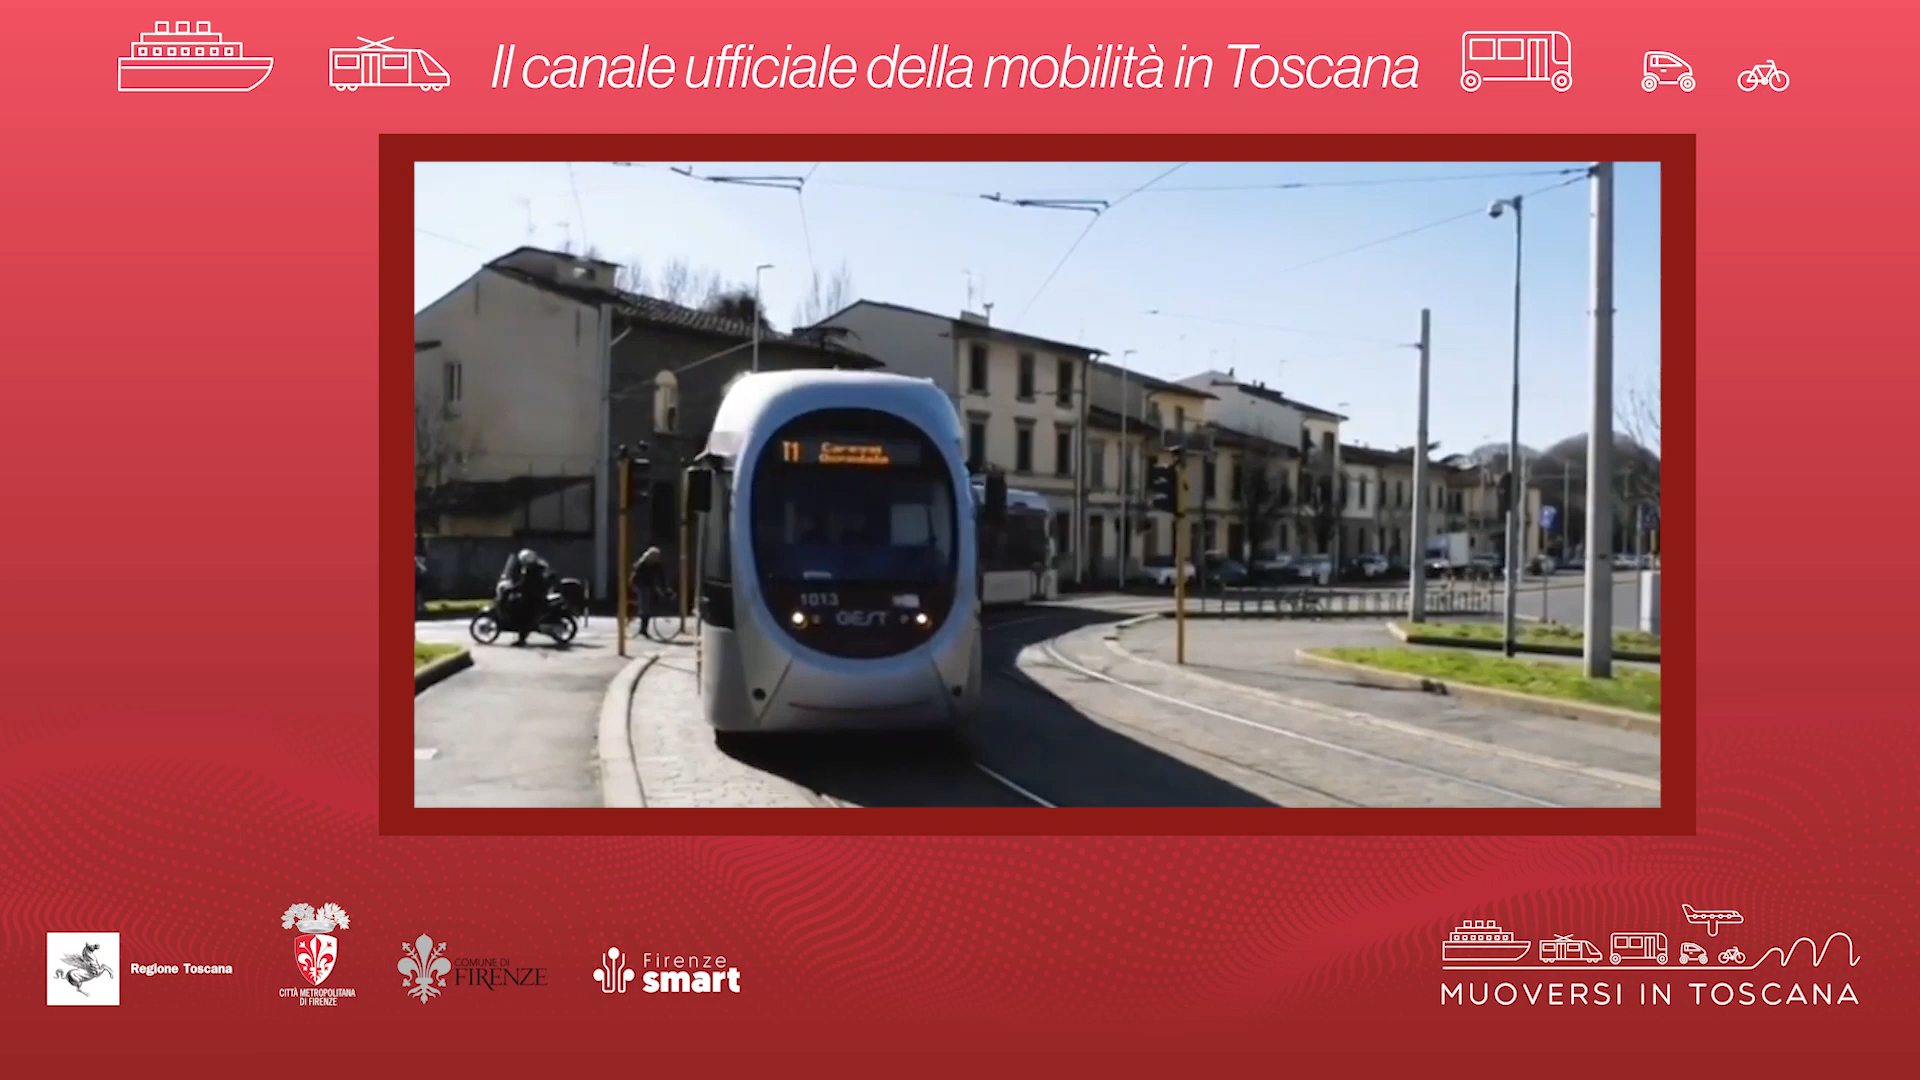 Il canale ufficiale della mobilità in Toscana
T1
Careggi
1013
GEST
Regione Toscana
CITTÀ METROPOLITANA
DI FIRENZE
COMUNE DI
FIRENZE
Firenze
smart
MUOVERSI IN TOSCANA